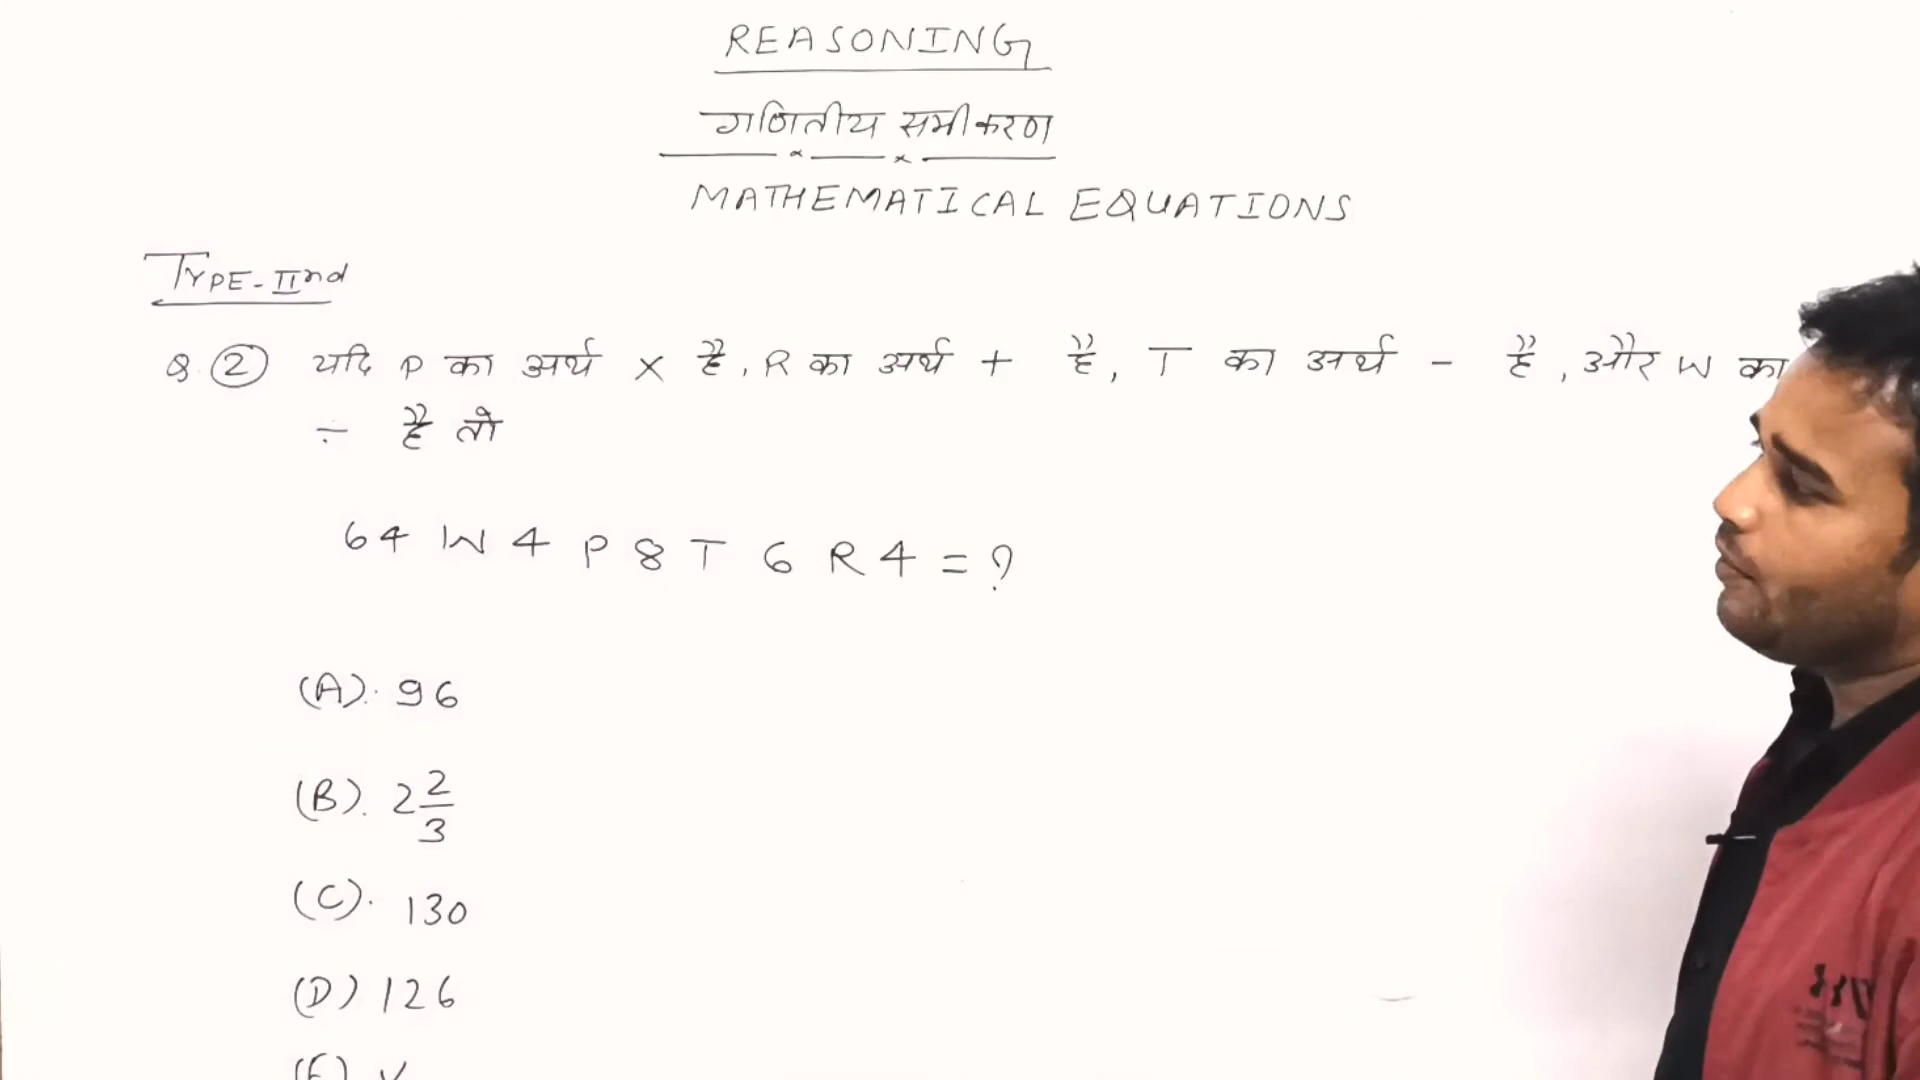 REASONING
गणितीय समीकरण
MATHEMATICAL EQUATIONS
TYPE-IInd
Q. (2) यदि P का अर्थ × है, R का अर्थ + है, T का अर्थ - है, और W का
÷ है तो
64 W 4 P 8 T 6 R 4 = ?
(A). 96
(B). 2 2/3
(C). 130
(D) 126